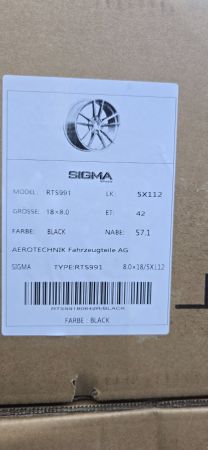 SIGMA
MODEL: RTS991 LK: 5X112
GRÖSSE: 18×8.0 ET: 42
FARBE: BLACK NABE: 57.1
AEROTECHNIK Fahrzeugteile AG
SIGMA TYPE:RTS991 8.0×18/5X112
FARBE : BLACK